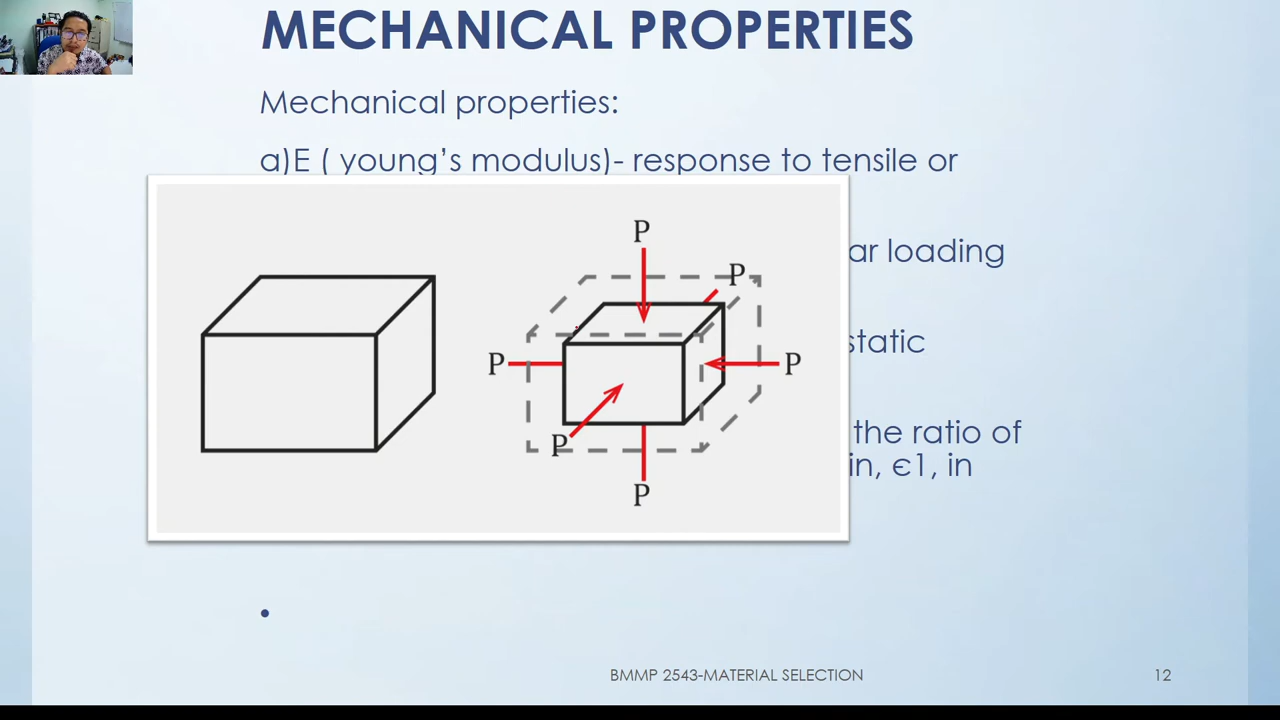 MECHANICAL PROPERTIES
Mechanical properties:
a)E ( young’s modulus)- response to tensile or
P
ar loading
P
static
P
P
the ratio of
P
in, є1, in
P
BMMP 2543-MATERIAL SELECTION
12